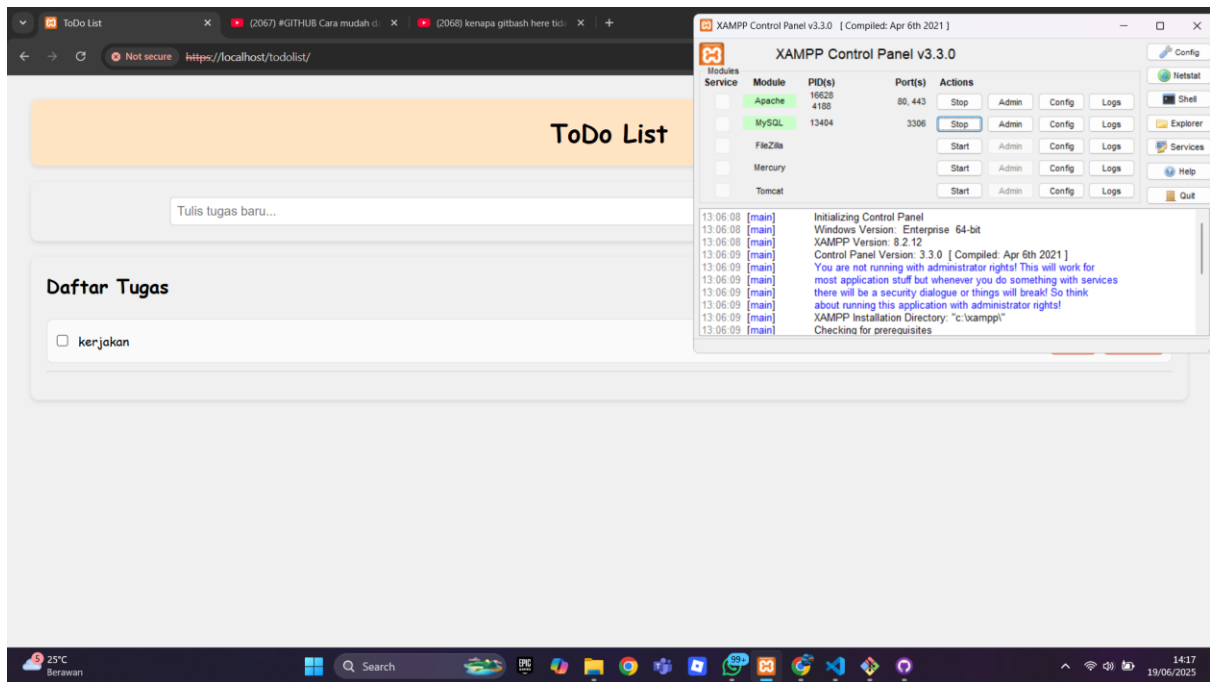 ToDo List
(2067) #GITHUB Cara mudah d
(2068) kenapa gitbash here tid
Not secure https://localhost/todolist/
ToDo List
Tulis tugas baru...
Daftar Tugas
kerjakan
XAMPP Control Panel v3.3.0 [ Compiled: Apr 6th 2021 ]
XAMPP Control Panel v3.3.0
Modules
Service Module PID(s) Port(s) Actions
Apache 16628 4188 80, 443 Stop Admin Config Logs
MySQL 13404 3306 Stop Admin Config Logs
FileZilla Start Admin Config Logs
Mercury Start Admin Config Logs
Tomcat Start Admin Config Logs
Config
Netstat
Shell
Explorer
Services
Help
Quit
13:06:08 [main] Initializing Control Panel
13:06:08 [main] Windows Version: Enterprise 64-bit
13:06:08 [main] XAMPP Version: 8.2.12
13:06:09 [main] Control Panel Version: 3.3.0 [ Compiled: Apr 6th 2021 ]
13:06:09 [main] You are not running with administrator rights! This will work for
13:06:09 [main] most application stuff but whenever you do something with services
13:06:09 [main] there will be a security dialogue or things will break! So think
13:06:09 [main] about running this application with administrator rights!
13:06:09 [main] XAMPP Installation Directory: "c:\xampp\"
13:06:09 [main] Checking for prerequisites
5
25°C
Berawan
Search
EPIC
99+
14:17
19/06/2025